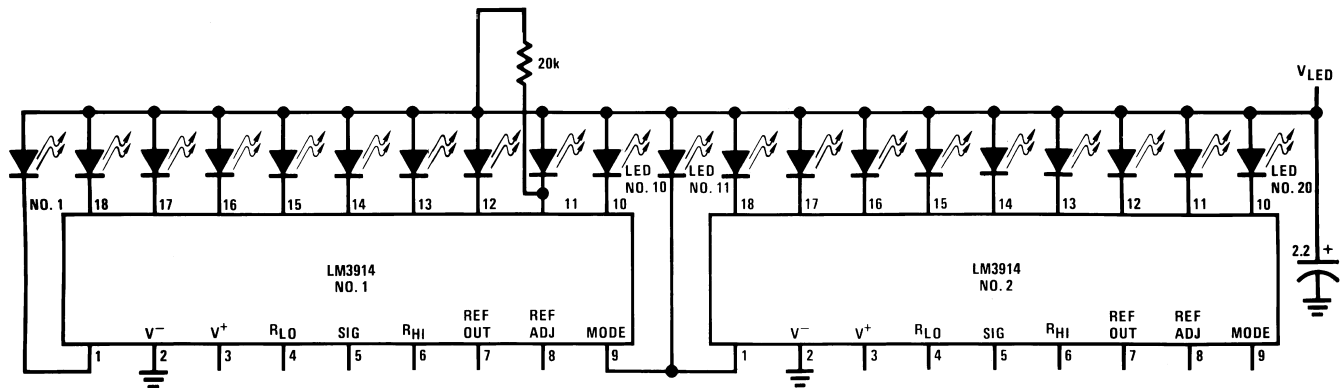 20k
V LED
NO. 1
LED NO. 10
LED NO. 11
LED NO. 20
18 17 16 15 14 13 12 11 10
18 17 16 15 14 13 12 11 10
2.2 +
LM3914
NO. 1
LM3914
NO. 2
V– V+ RLO SIG RHI REF OUT REF ADJ MODE
1 2 3 4 5 6 7 8 9
V– V+ RLO SIG RHI REF OUT REF ADJ MODE
1 2 3 4 5 6 7 8 9